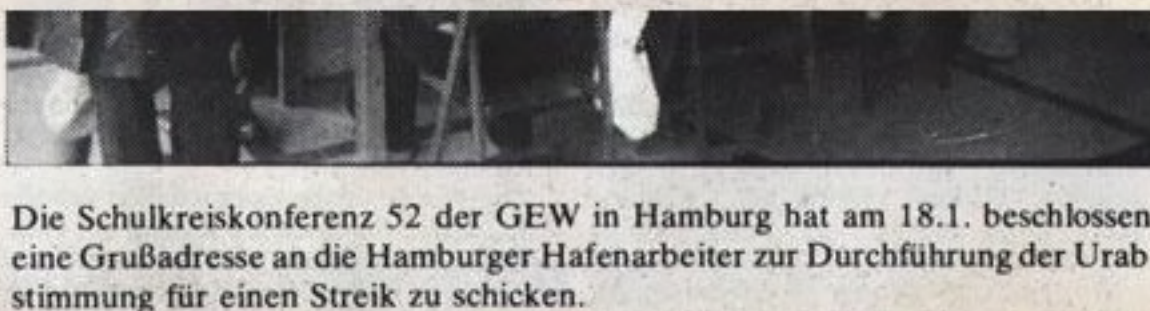 Die Schulkreiskonferenz 52 der GEW in Hamburg hat am 18.1. beschlossen
eine Grußadresse an die Hamburger Hafenarbeiter zur Durchführung der Urab
stimmung für einen Streik zu schicken.